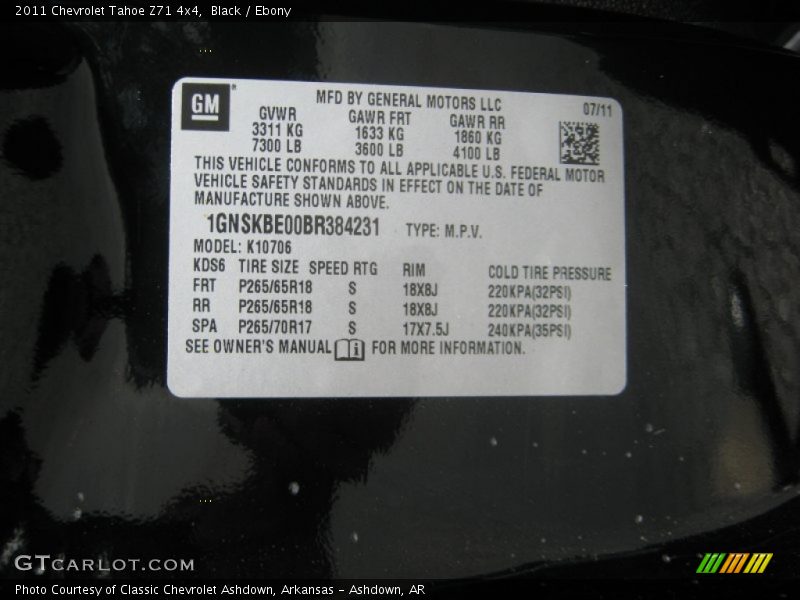 2011 Chevrolet Tahoe Z71 4x4, Black / Ebony
GM
MFD BY GENERAL MOTORS LLC 07/11
GVWR GAWR FRT GAWR RR
3311 KG 1633 KG 1860 KG
7300 LB 3600 LB 4100 LB
THIS VEHICLE CONFORMS TO ALL APPLICABLE U.S. FEDERAL MOTOR
VEHICLE SAFETY STANDARDS IN EFFECT ON THE DATE OF
MANUFACTURE SHOWN ABOVE.
1GNSKBE00BR384231 TYPE: M.P.V.
MODEL: K10706
KDS6 TIRE SIZE SPEED RTG RIM COLD TIRE PRESSURE
FRT P265/65R18 S 18X8J 220KPA(32PSI)
RR P265/65R18 S 18X8J 220KPA(32PSI)
SPA P265/70R17 S 17X7.5J 240KPA(35PSI)
SEE OWNER'S MANUAL FOR MORE INFORMATION.
GTCARLOT.COM
Photo Courtesy of Classic Chevrolet Ashdown, Arkansas - Ashdown, AR